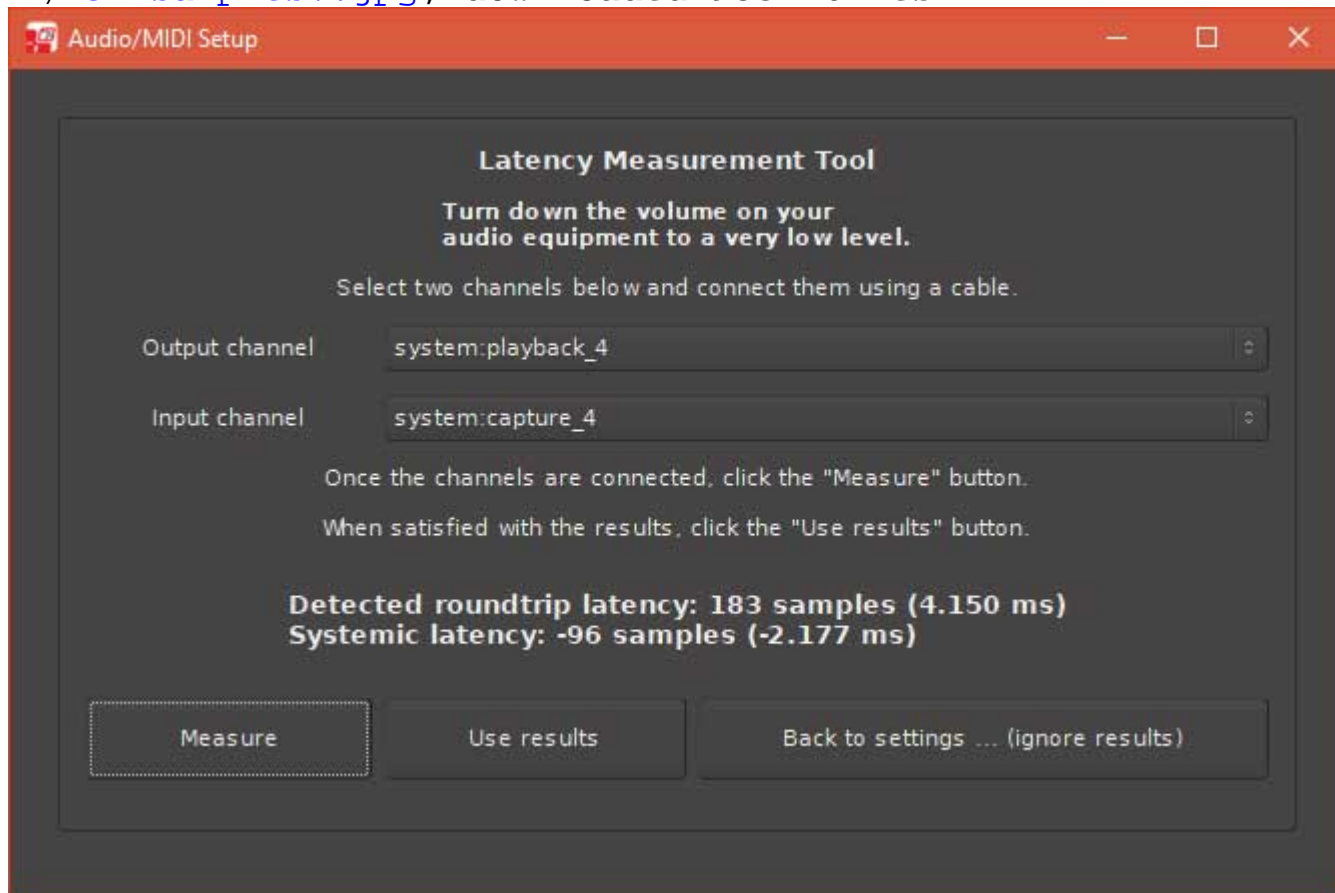 Audio/MIDI Setup
Latency Measurement Tool
Turn down the volume on your
audio equipment to a very low level.
Select two channels below and connect them using a cable.
Output channel system:playback_4
Input channel system:capture_4
Once the channels are connected, click the "Measure" button.
When satisfied with the results, click the "Use results" button.
Detected roundtrip latency: 183 samples (4.150 ms)
Systemic latency: -96 samples (-2.177 ms)
Measure Use results Back to settings ... (ignore results)